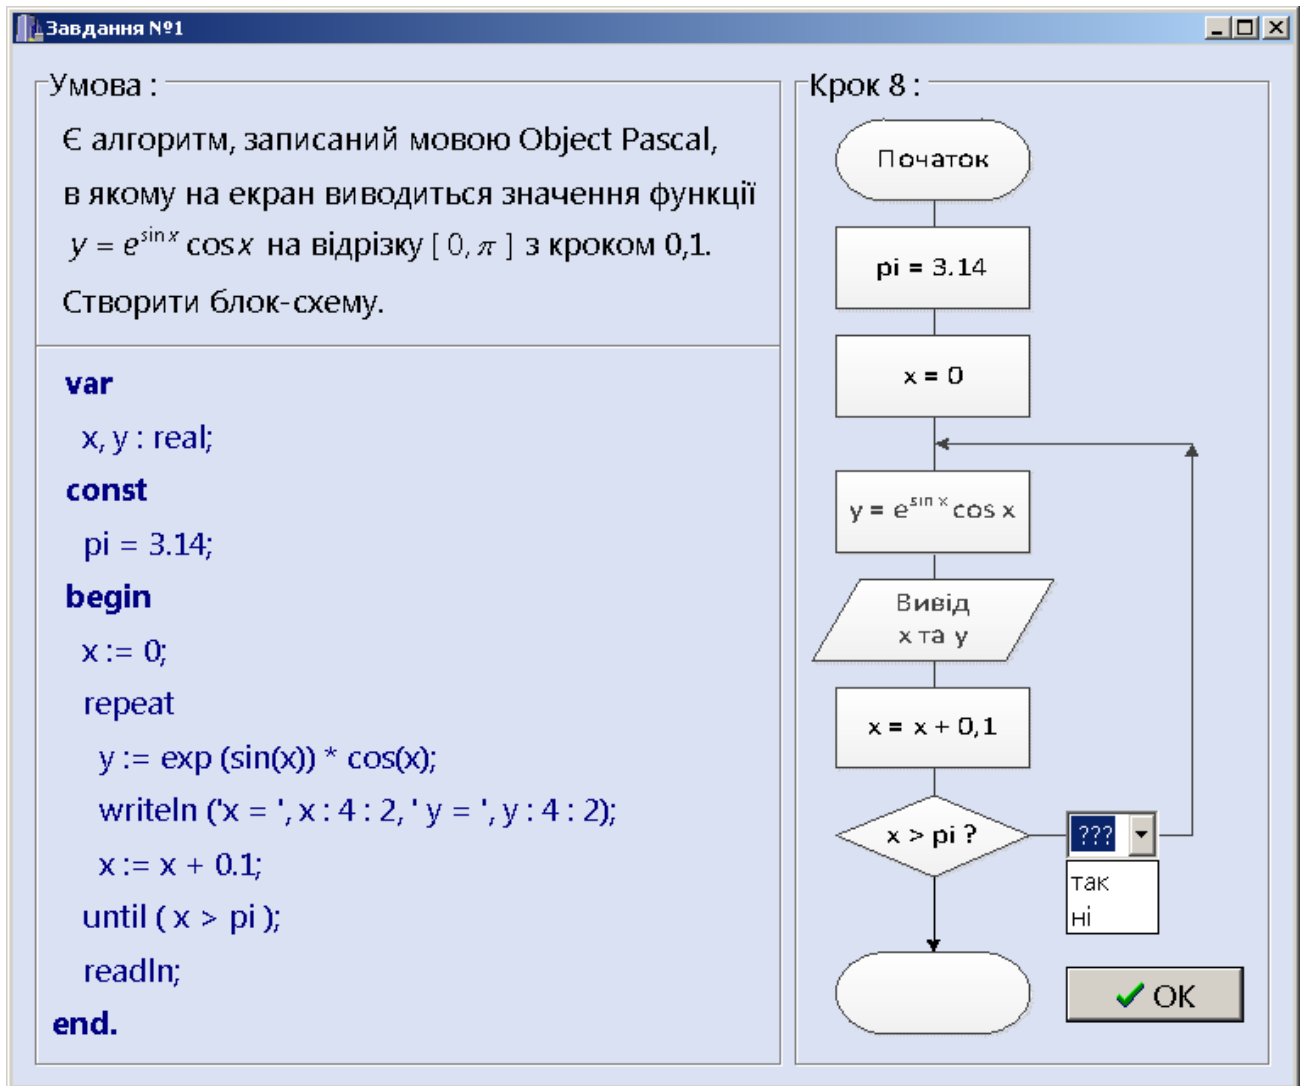 Завдання №1
Умова :
Є алгоритм, записаний мовою Object Pascal,
в якому на екран виводиться значення функції
y = e^sin x cos x на відрізку [ 0, π ] з кроком 0,1.
Створити блок-схему.
var
x, y : real;
const
pi = 3.14;
begin
x := 0;
repeat
y := exp (sin(x)) * cos(x);
writeln ('x = ', x : 4 : 2, ' y = ', y : 4 : 2);
x := x + 0.1;
until ( x > pi );
readln;
end.
Крок 8 :
Початок
pi = 3.14
x = 0
y = e^sin x cos x
Вивід
x та y
x = x + 0,1
x > pi ?
???
так
ні
OK